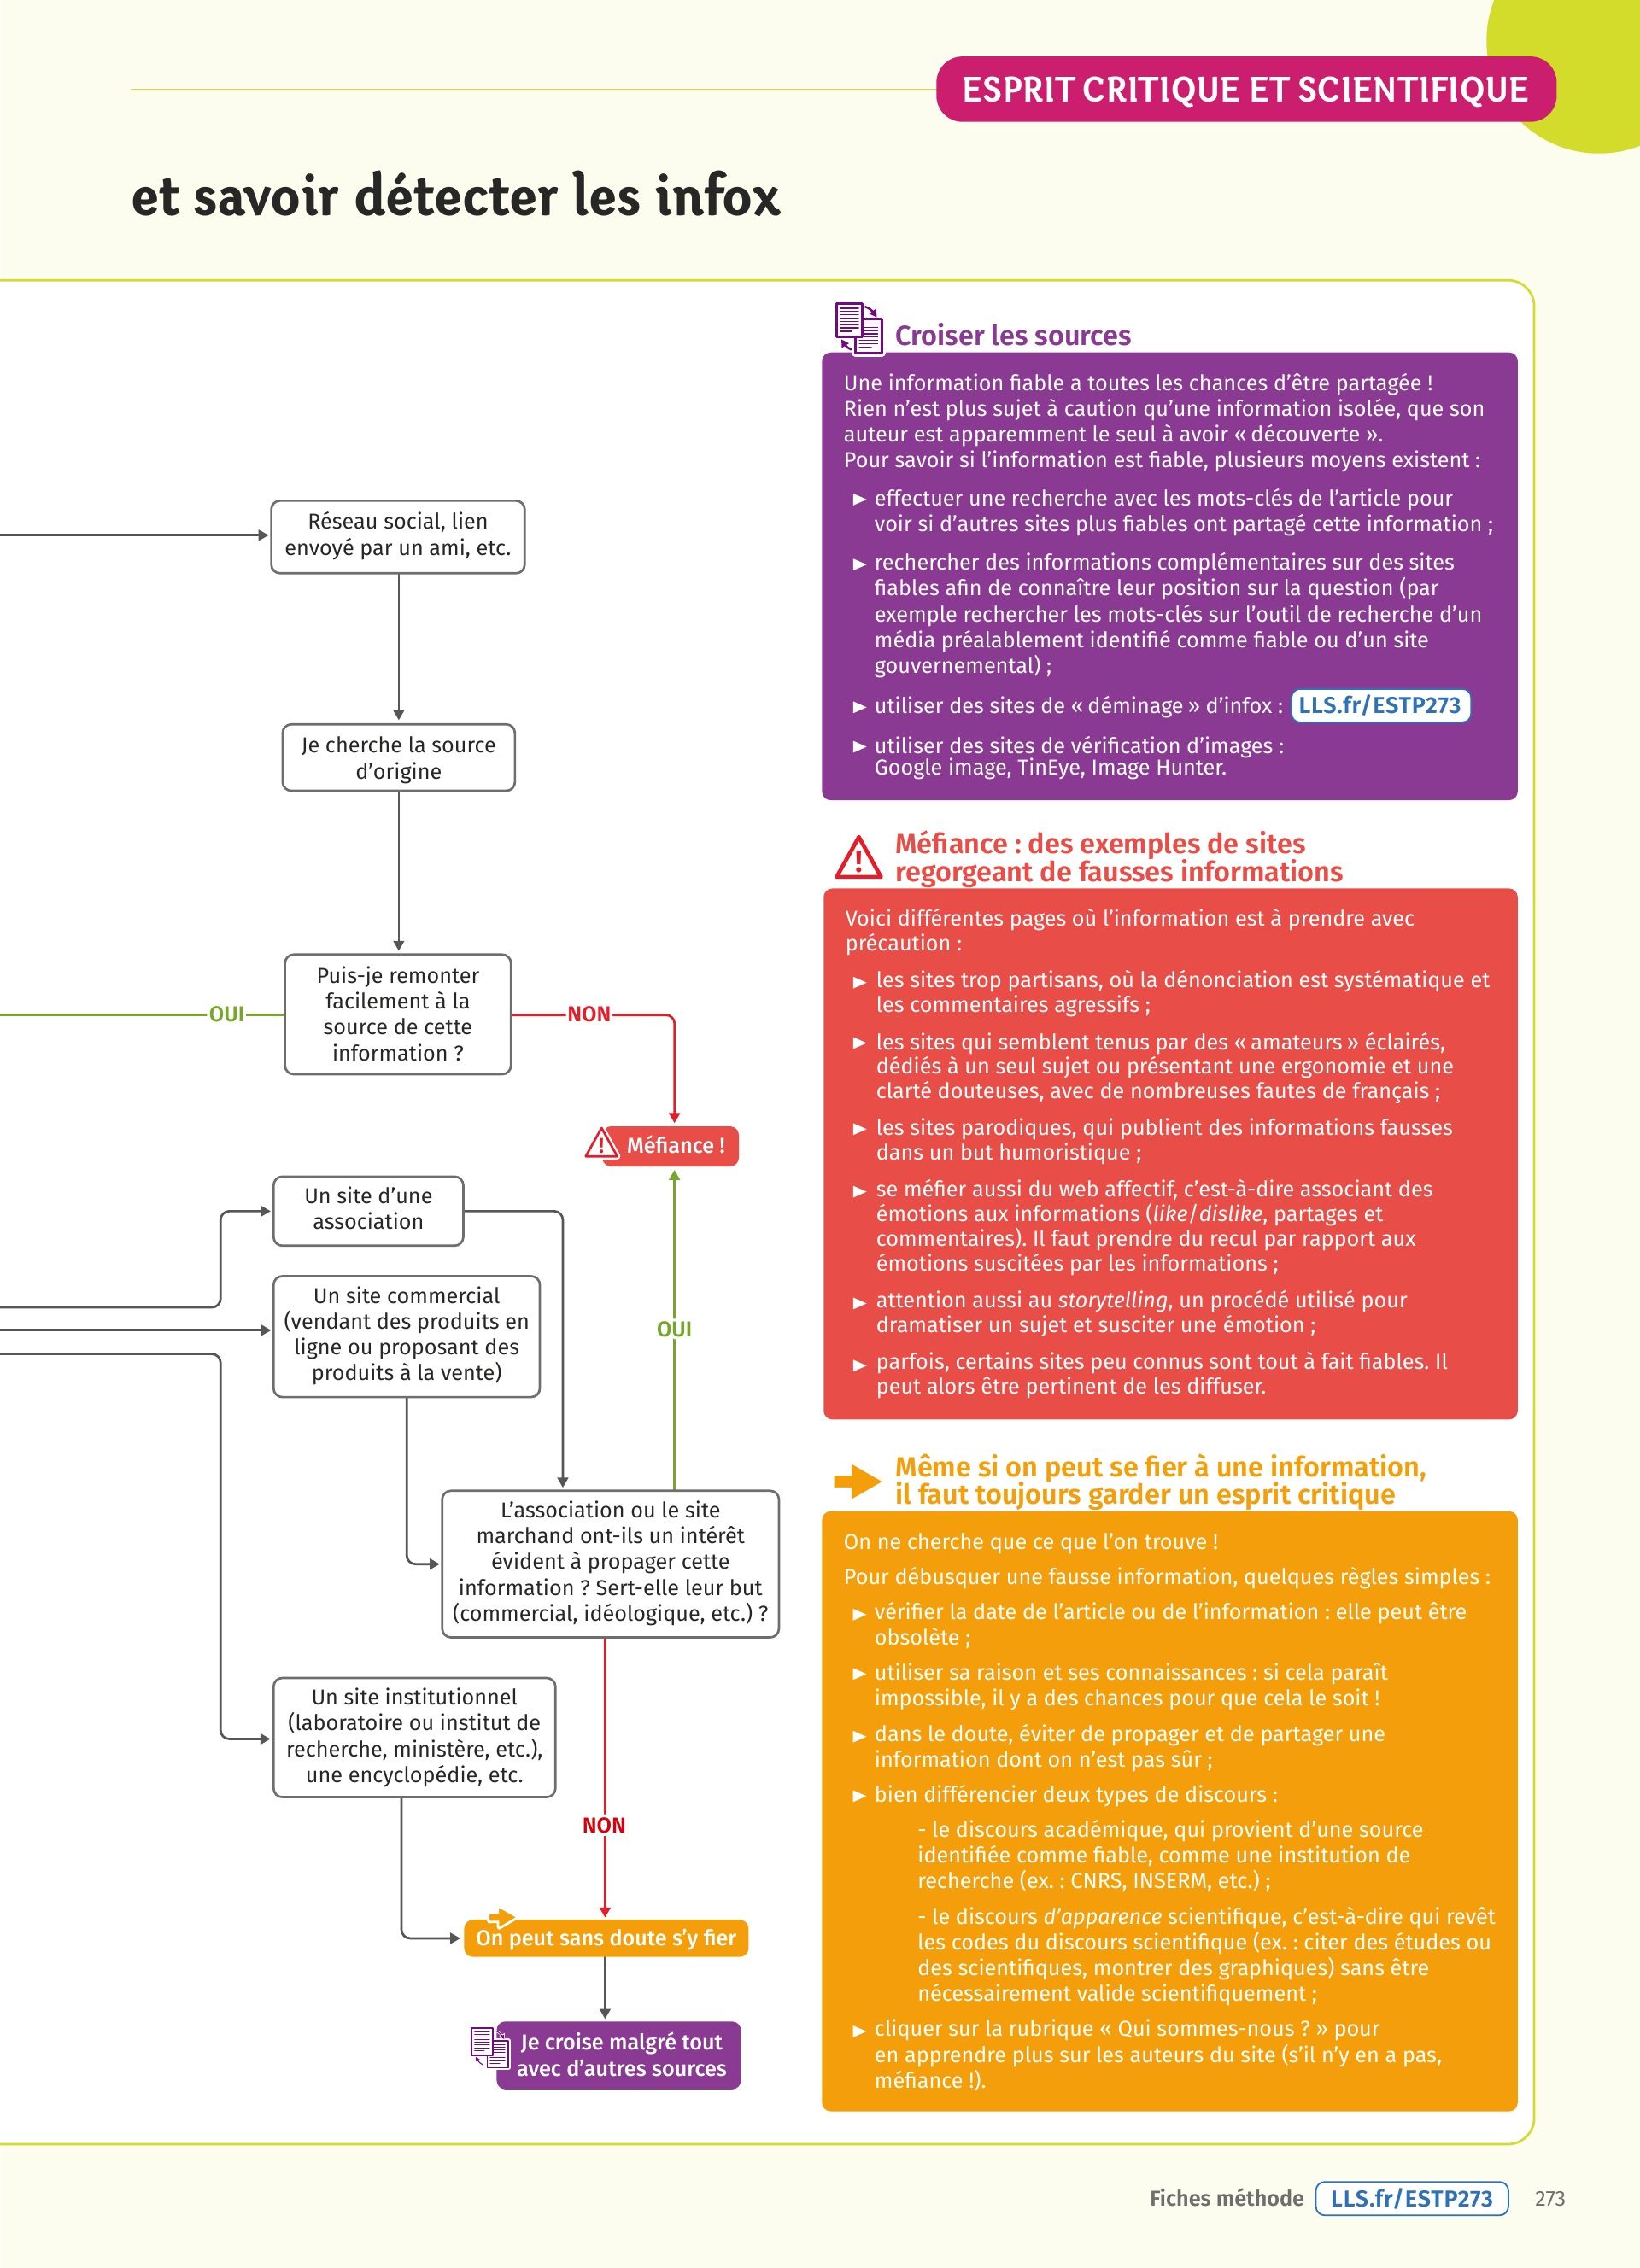 ESPRIT CRITIQUE ET SCIENTIFIQUE
et savoir détecter les infox
Réseau social, lien
envoyé par un ami, etc.
Je cherche la source
d'origine
Puis-je remonter
facilement à la
source de cette
information ?
OUI
NON
Méfiance !
Un site d'une
association
Un site commercial
(vendant des produits en
ligne ou proposant des
produits à la vente)
OUI
L'association ou le site
marchand ont-ils un intérêt
évident à propager cette
information ? Sert-elle leur but
(commercial, idéologique, etc.) ?
Un site institutionnel
(laboratoire ou institut de
recherche, ministère, etc.),
une encyclopédie, etc.
NON
On peut sans doute s'y fier
Je croise malgré tout
avec d'autres sources
Croiser les sources
Une information fiable a toutes les chances d'être partagée !
Rien n'est plus sujet à caution qu'une information isolée, que son
auteur est apparemment le seul à avoir « découverte ».
Pour savoir si l'information est fiable, plusieurs moyens existent :
► effectuer une recherche avec les mots-clés de l'article pour
voir si d'autres sites plus fiables ont partagé cette information ;
► rechercher des informations complémentaires sur des sites
fiables afin de connaître leur position sur la question (par
exemple rechercher les mots-clés sur l'outil de recherche d'un
média préalablement identifié comme fiable ou d'un site
gouvernemental) ;
► utiliser des sites de « déminage » d'infox : LLS.fr/ESTP273
► utiliser des sites de vérification d'images :
Google image, TinEye, Image Hunter.
Méfiance : des exemples de sites
regorgeant de fausses informations
Voici différentes pages où l'information est à prendre avec
précaution :
► les sites trop partisans, où la dénonciation est systématique et
les commentaires agressifs ;
► les sites qui semblent tenus par des « amateurs » éclairés,
dédiés à un seul sujet ou présentant une ergonomie et une
clarté douteuses, avec de nombreuses fautes de français ;
► les sites parodiques, qui publient des informations fausses
dans un but humoristique ;
► se méfier aussi du web affectif, c'est-à-dire associant des
émotions aux informations (like/dislike, partages et
commentaires). Il faut prendre du recul par rapport aux
émotions suscitées par les informations ;
► attention aussi au storytelling, un procédé utilisé pour
dramatiser un sujet et susciter une émotion ;
► parfois, certains sites peu connus sont tout à fait fiables. Il
peut alors être pertinent de les diffuser.
Même si on peut se fier à une information,
il faut toujours garder un esprit critique
On ne cherche que ce que l'on trouve !
Pour débusquer une fausse information, quelques règles simples :
► vérifier la date de l'article ou de l'information : elle peut être
obsolète ;
► utiliser sa raison et ses connaissances : si cela paraît
impossible, il y a des chances pour que cela le soit !
► dans le doute, éviter de propager et de partager une
information dont on n'est pas sûr ;
► bien différencier deux types de discours :
- le discours académique, qui provient d'une source
identifiée comme fiable, comme une institution de
recherche (ex. : CNRS, INSERM, etc.) ;
- le discours d'apparence scientifique, c'est-à-dire qui revêt
les codes du discours scientifique (ex. : citer des études ou
des scientifiques, montrer des graphiques) sans être
nécessairement valide scientifiquement ;
► cliquer sur la rubrique « Qui sommes-nous ? » pour
en apprendre plus sur les auteurs du site (s'il n'y en a pas,
méfiance !).
Fiches méthode LLS.fr/ESTP273 273